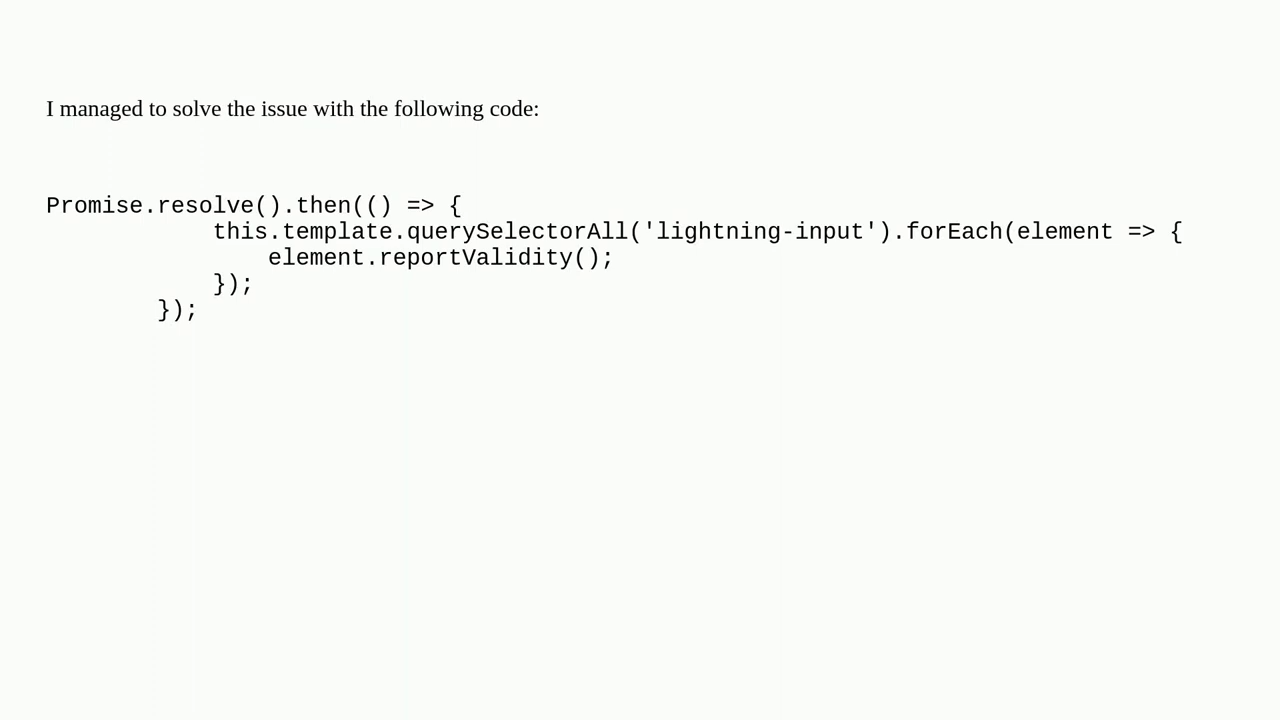 I managed to solve the issue with the following code:
Promise.resolve().then(() => {
            this.template.querySelectorAll('lightning-input').forEach(element => {
                element.reportValidity();
            });
        });